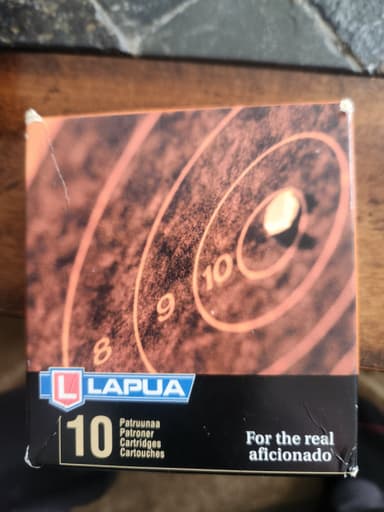 10
9
8
L LAPUA
10
Patruunaa
Patroner
Cartridges
Cartouches
For the real
aficionado